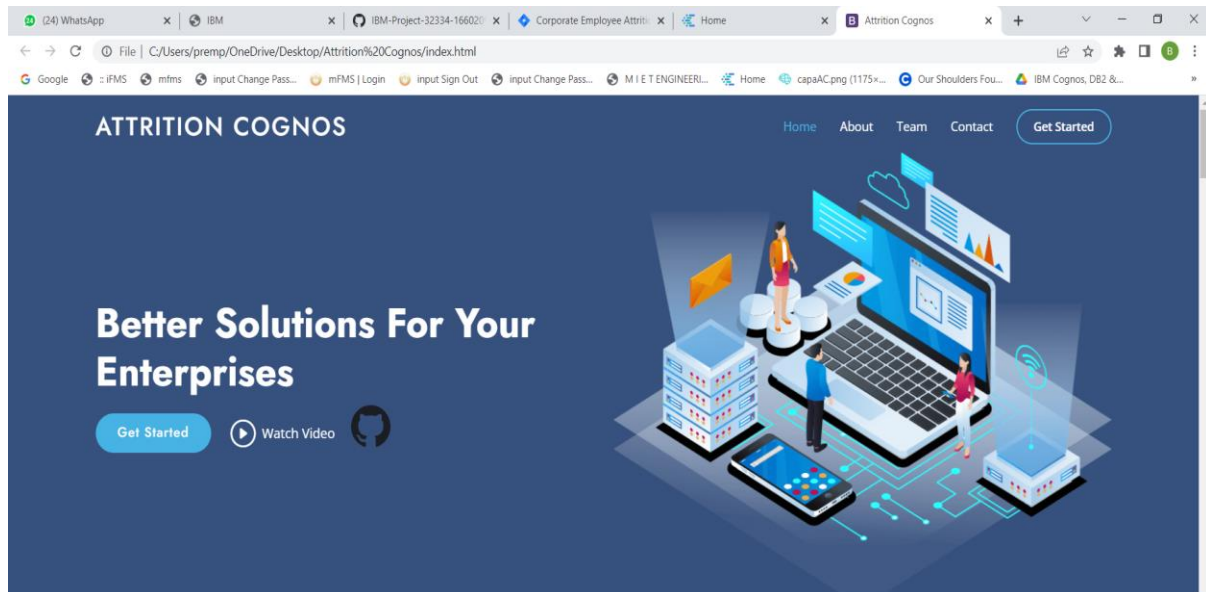 (24) WhatsApp
IBM
IBM-Project-32334-166020
Corporate Employee Attriti
Home
Attrition Cognos
File | C:/Users/premp/OneDrive/Desktop/Attrition%20Cognos/index.html
B
Google
:: iFMS
mfms
input Change Pass...
mFMS | Login
input Sign Out
input Change Pass...
M I E T ENGINEERI...
Home
capaAC.png (1175×...
Our Shoulders Fou...
IBM Cognos, DB2 &...
»
ATTRITION COGNOS
Home
About
Team
Contact
Get Started
Better Solutions For Your
Enterprises
Get Started
Watch Video